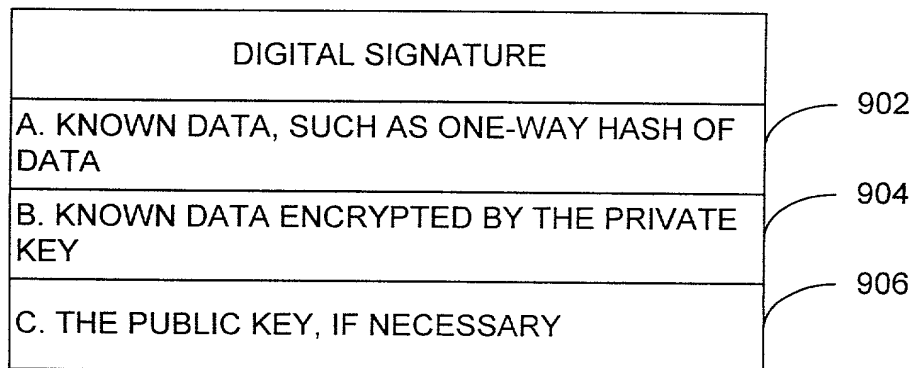 DIGITAL SIGNATURE
902
A. KNOWN DATA, SUCH AS ONE-WAY HASH OF
DATA
904
B. KNOWN DATA ENCRYPTED BY THE PRIVATE
KEY
906
C. THE PUBLIC KEY, IF NECESSARY